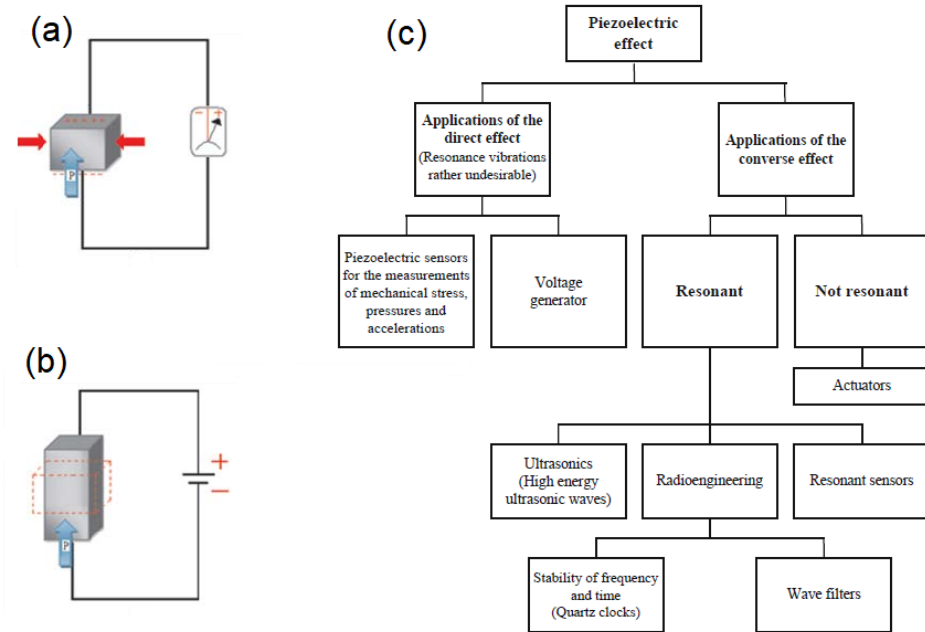 (a)
− +
P
(b)
+
−
P
(c)
Piezoelectric
effect
Applications of the
direct effect
(Resonance vibrations
rather undesirable)
Applications of the
converse effect
Piezoelectric sensors
for the measurements
of mechanical stress,
pressures and
accelerations
Voltage
generator
Resonant
Not resonant
Actuators
Ultrasonics
(High energy
ultrasonic waves)
Radioengineering
Resonant sensors
Stability of frequency
and time
(Quartz clocks)
Wave filters